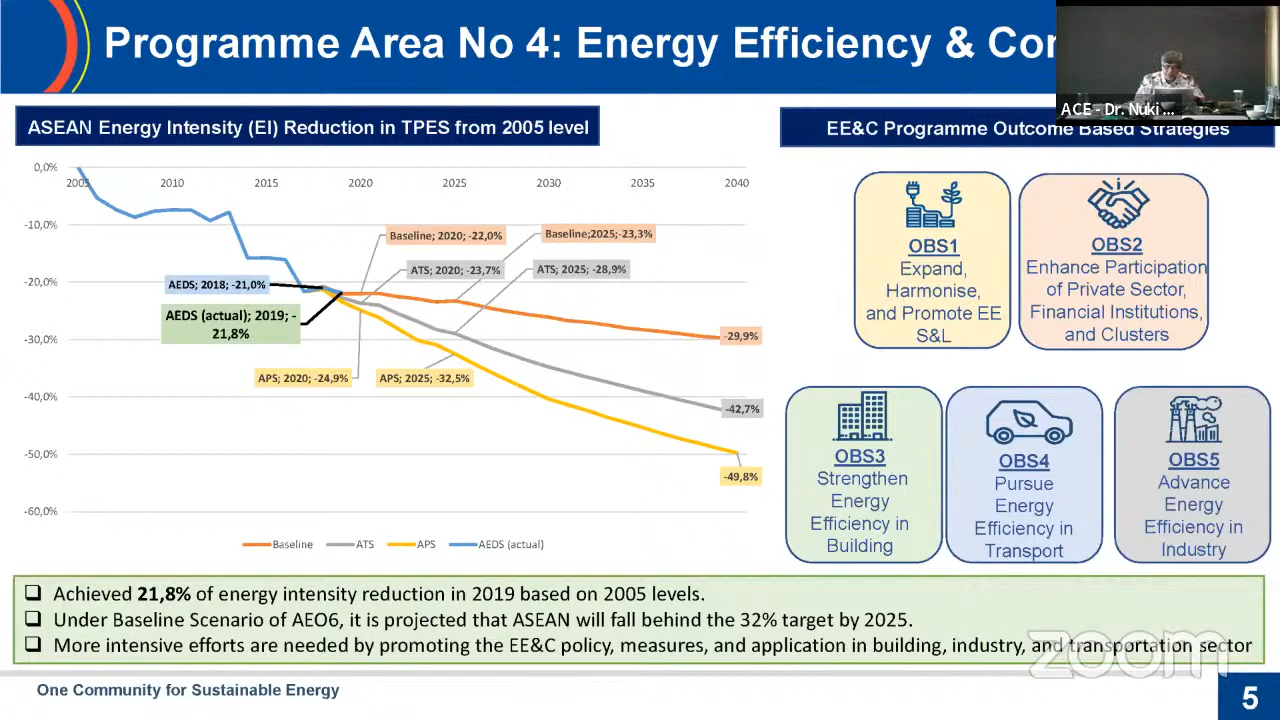 Programme Area No 4: Energy Efficiency & Con
ACE - Dr. Nuki ...
ASEAN Energy Intensity (EI) Reduction in TPES from 2005 level
0,0%
2005 2010 2015 2020 2025 2030 2035 2040
-10,0%
-20,0%
-30,0%
-40,0%
-50,0%
-60,0%
Baseline; 2020; -22,0%
Baseline;2025;-23,3%
ATS; 2020; -23,7%
ATS; 2025; -28,9%
AEDS; 2018; -21,0%
AEDS (actual); 2019; -
21,8%
-29,9%
APS; 2020; -24,9%
APS; 2025; -32,5%
-42,7%
-49,8%
Baseline ATS APS AEDS (actual)
EE&C Programme Outcome Based Strategies
OBS1
Expand,
Harmonise,
and Promote EE
S&L
OBS2
Enhance Participation
of Private Sector,
Financial Institutions,
and Clusters
OBS3
Strengthen
Energy
Efficiency in
Building
OBS4
Pursue
Energy
Efficiency in
Transport
OBS5
Advance
Energy
Efficiency in
Industry
Achieved 21,8% of energy intensity reduction in 2019 based on 2005 levels.
Under Baseline Scenario of AEO6, it is projected that ASEAN will fall behind the 32% target by 2025.
More intensive efforts are needed by promoting the EE&C policy, measures, and application in building, industry, and transportation sector
zoom
One Community for Sustainable Energy
5